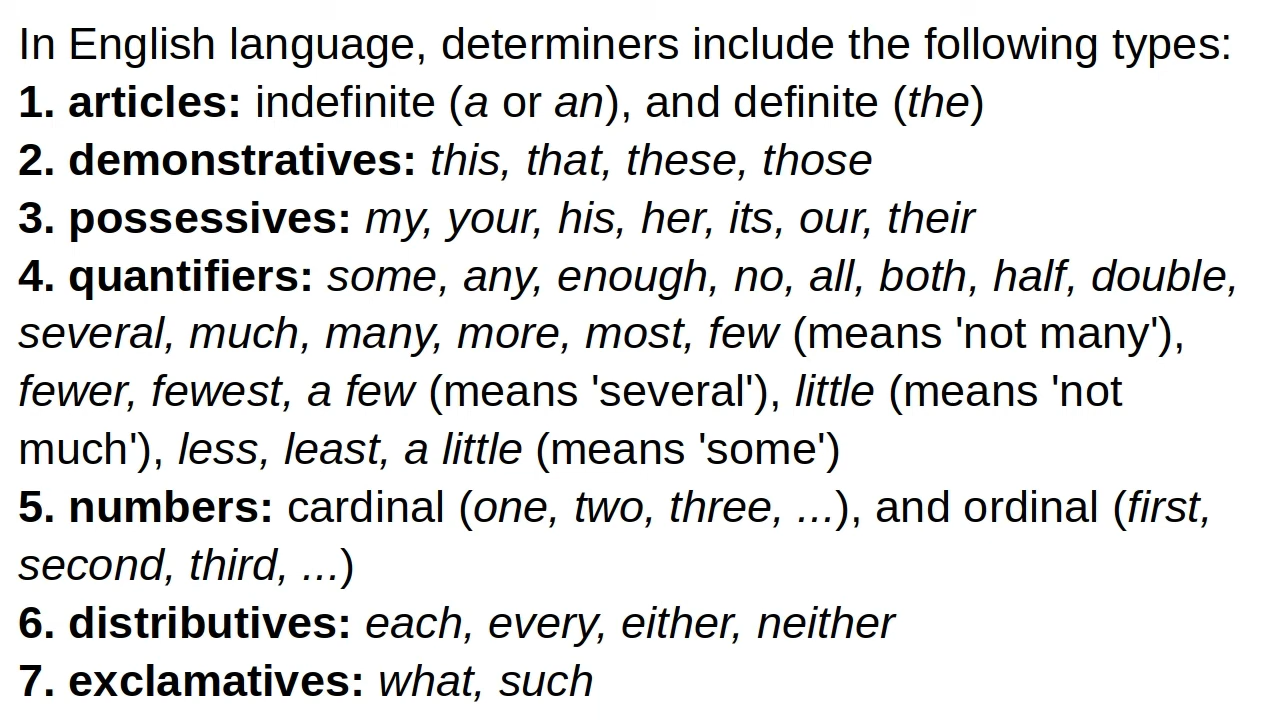 In English language, determiners include the following types:
1. articles: indefinite (a or an), and definite (the)
2. demonstratives: this, that, these, those
3. possessives: my, your, his, her, its, our, their
4. quantifiers: some, any, enough, no, all, both, half, double,
several, much, many, more, most, few (means 'not many'),
fewer, fewest, a few (means 'several'), little (means 'not
much'), less, least, a little (means 'some')
5. numbers: cardinal (one, two, three, ...), and ordinal (first,
second, third, ...)
6. distributives: each, every, either, neither
7. exclamatives: what, such